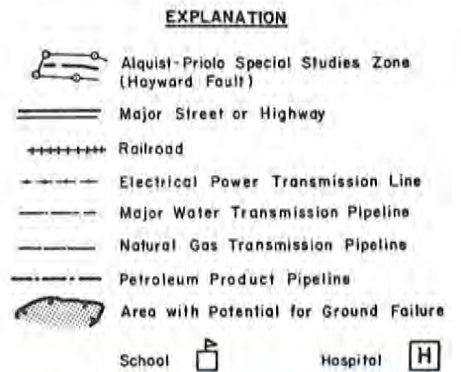 EXPLANATION
Alquist-Priolo Special Studies Zone
(Hayward Fault)
Major Street or Highway
Railroad
Electrical Power Transmission Line
Major Water Transmission Pipeline
Natural Gas Transmission Pipeline
Petroleum Product Pipeline
Area with Potential for Ground Failure
School Hospital H